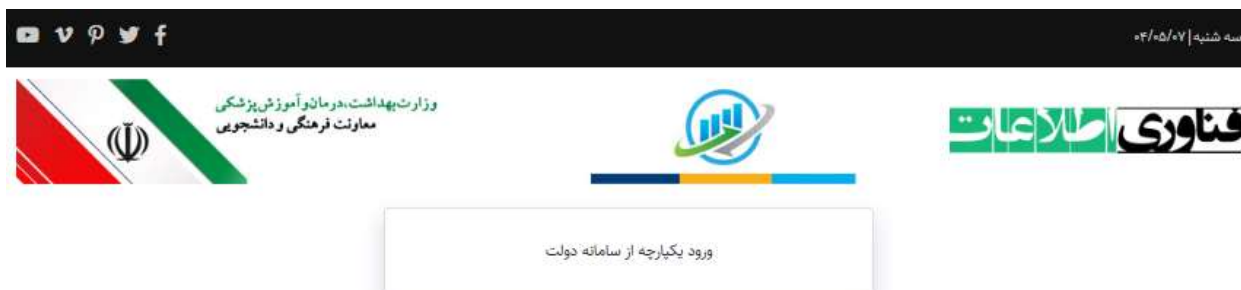 سه شنبه|۰۴/۰۵/۰۷
فناوری اطلاعات
وزارت بهداشت، درمان و آموزش پزشکی
معاونت فرهنگی و دانشجویی
ورود یکپارچه از سامانه دولت